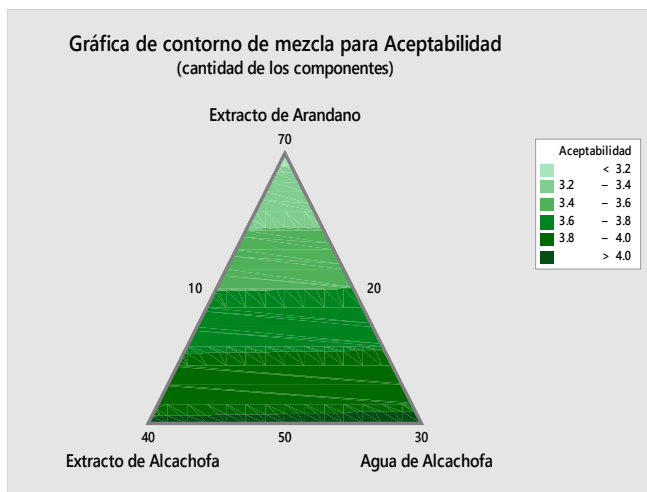 Gráfica de contorno de mezcla para Aceptabilidad
(cantidad de los componentes)
Extracto de Arandano
70
Aceptabilidad
< 3.2
3.2 – 3.4
3.4 – 3.6
3.6 – 3.8
3.8 – 4.0
> 4.0
10 20
40 50 30
Extracto de Alcachofa Agua de Alcachofa